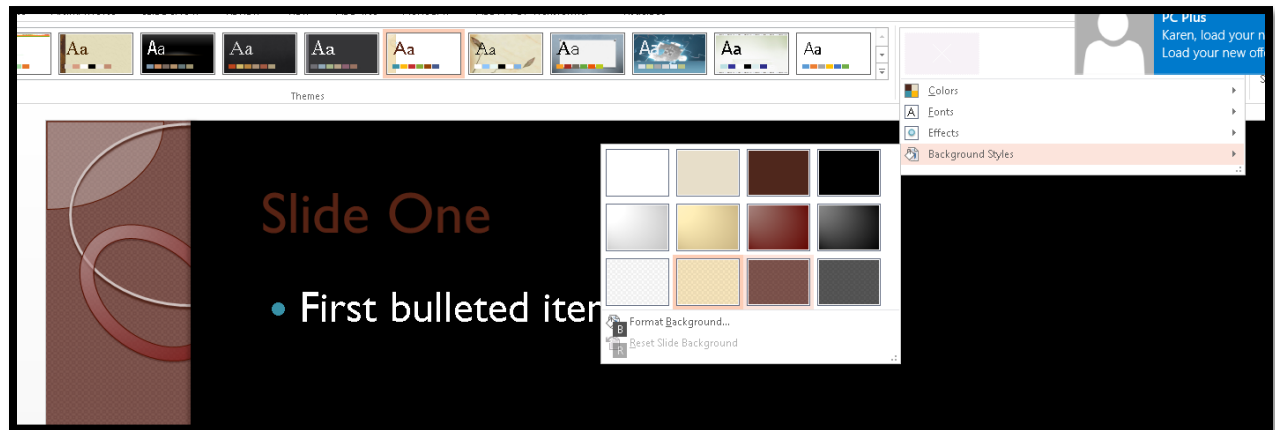 PC Plus
Karen, load your n
Load your new off
Aa
Aa
Aa
Aa
Aa
Aa
Aa
Aa
Aa
Aa
Themes
Colors
A Fonts
Effects
Background Styles
Slide One
• First bulleted iter
Format Background...
B
Reset Slide Background
R